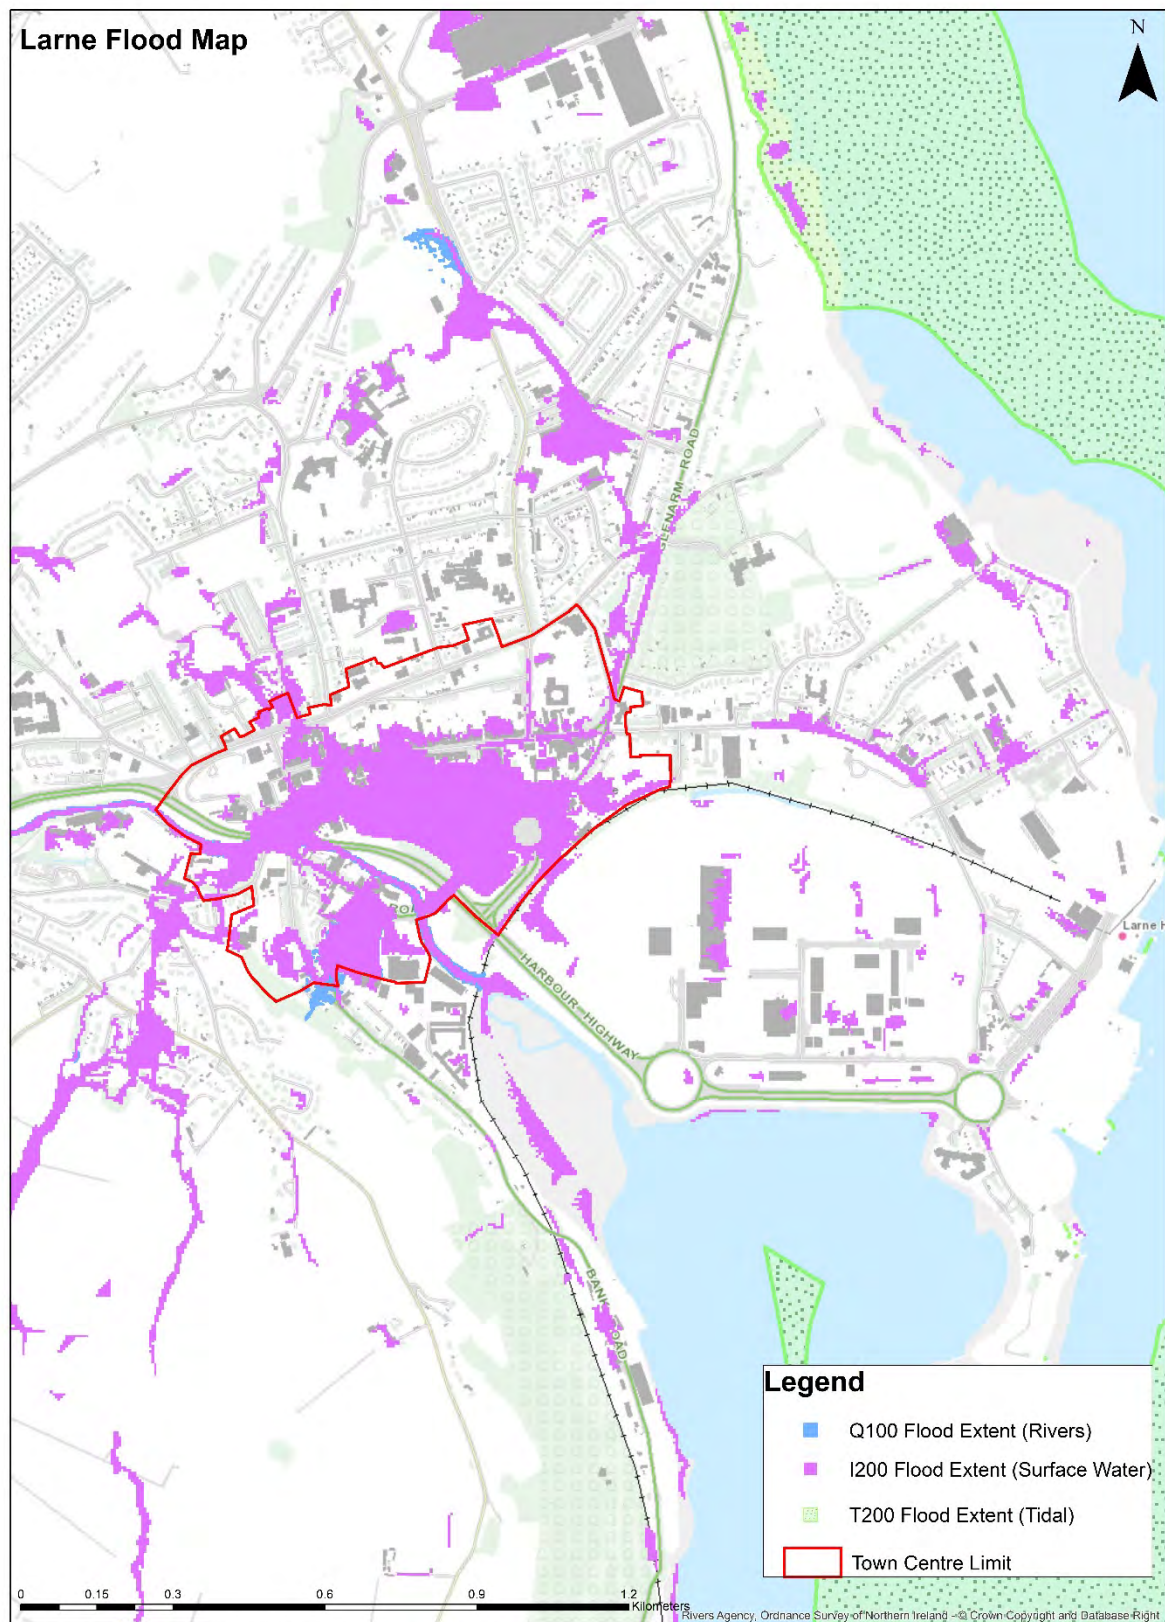 Larne Flood Map
N
GLENARM ROAD
HARBOUR HIGHWAY
Larne H
BANK ROAD
Legend
Q100 Flood Extent (Rivers)
I200 Flood Extent (Surface Water)
T200 Flood Extent (Tidal)
Town Centre Limit
0 0.15 0.3 0.6 0.9 1.2
Kilometers
Rivers Agency, Ordnance Survey of Northern Ireland - © Crown Copyright and Database Right